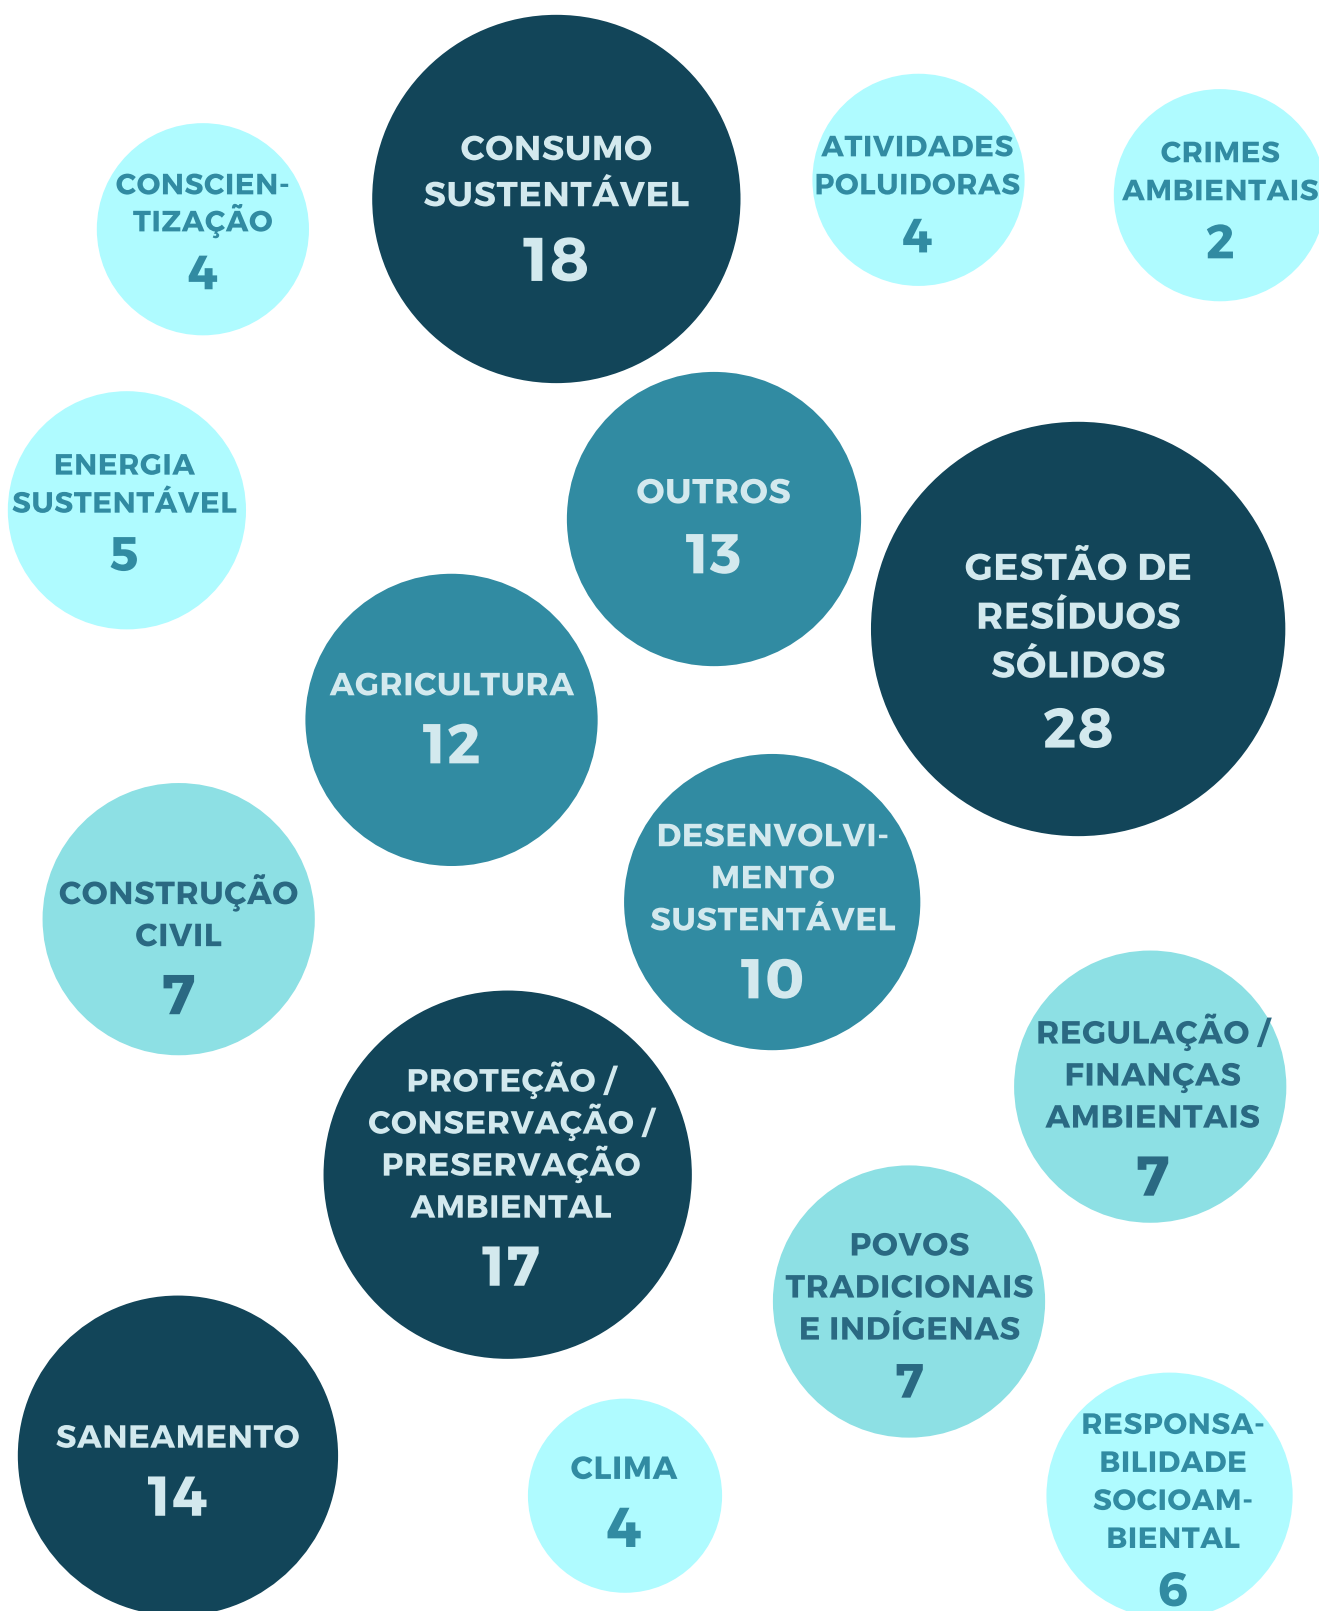 CONSUMO
SUSTENTÁVEL
18
ATIVIDADES
POLUIDORAS
4
CRIMES
AMBIENTAIS
2
CONSCIEN-
TIZAÇÃO
4
ENERGIA
SUSTENTÁVEL
5
OUTROS
13
GESTÃO DE
RESÍDUOS
SÓLIDOS
28
AGRICULTURA
12
DESENVOLVI-
MENTO
SUSTENTÁVEL
10
CONSTRUÇÃO
CIVIL
7
REGULAÇÃO /
FINANÇAS
AMBIENTAIS
7
PROTEÇÃO /
CONSERVAÇÃO /
PRESERVAÇÃO
AMBIENTAL
17
POVOS
TRADICIONAIS
E INDÍGENAS
7
SANEAMENTO
14
CLIMA
4
RESPONSA-
BILIDADE
SOCIOAM-
BIENTAL
6